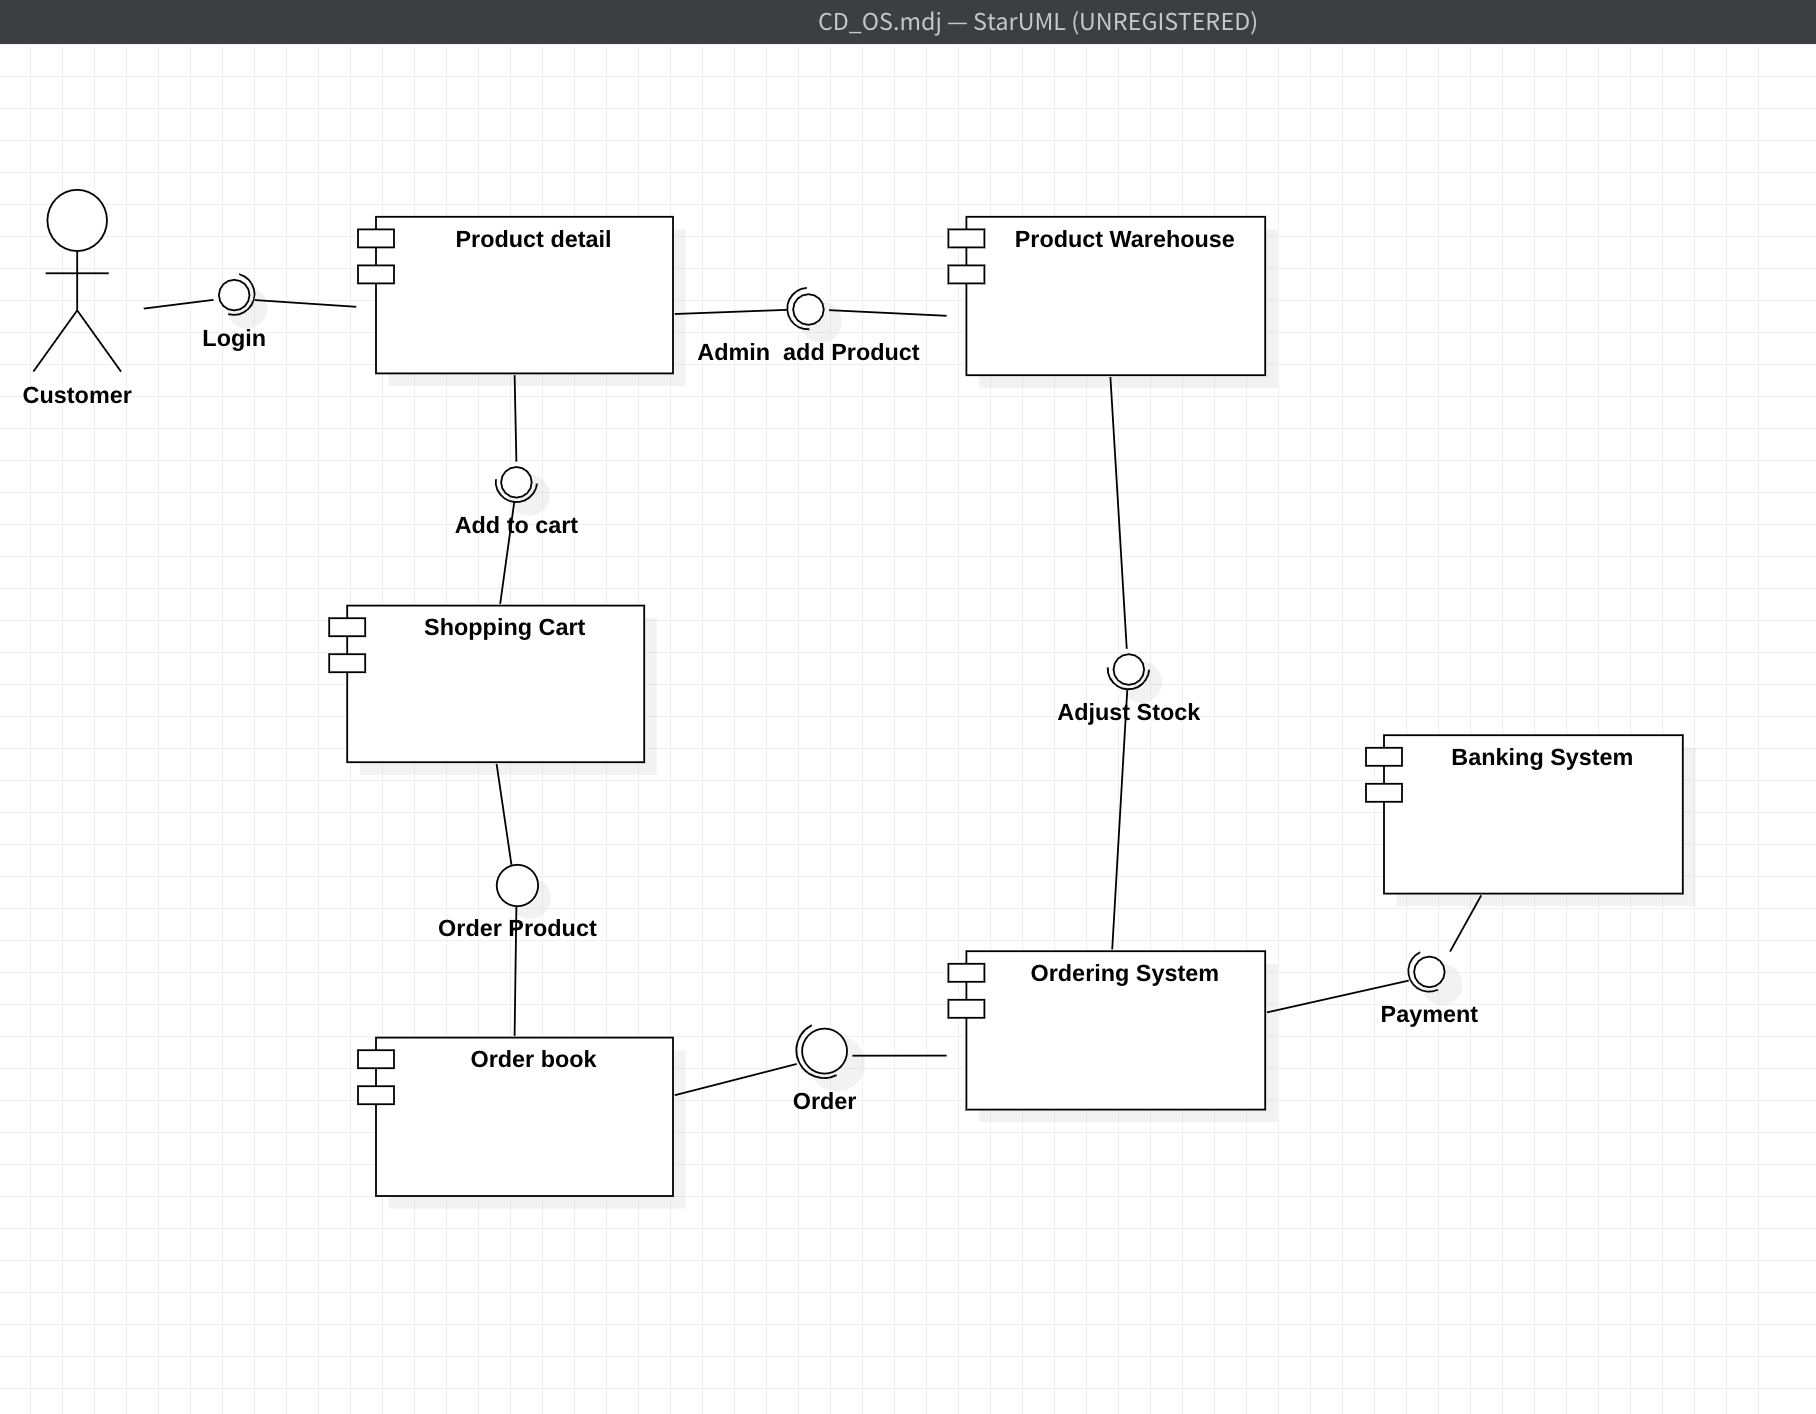 CD_OS.mdj — StarUML (UNREGISTERED)
Product detail
Product Warehouse
Login
Admin  add Product
Customer
Add to cart
Shopping Cart
Adjust Stock
Banking System
Order Product
Ordering System
Payment
Order book
Order